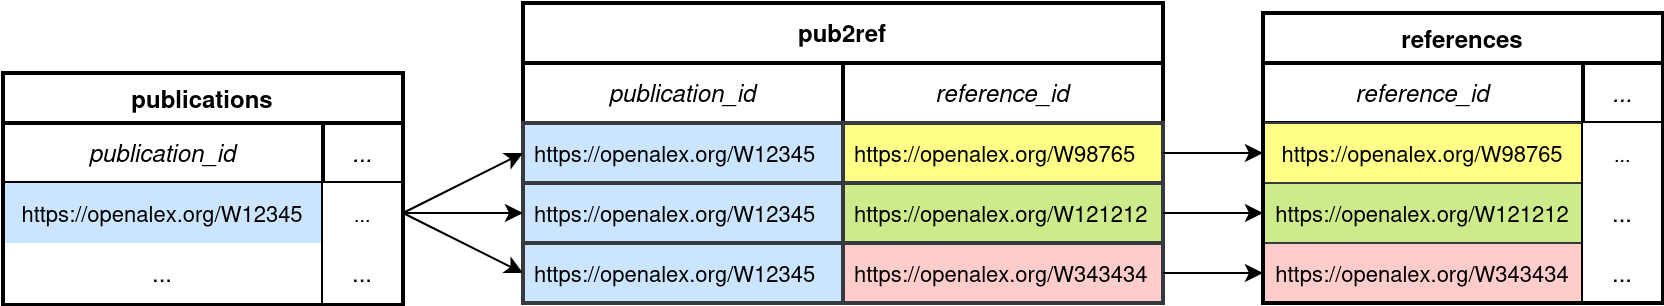 publications
publication_id ...
https://openalex.org/W12345 ...
... ...
pub2ref
publication_id reference_id
https://openalex.org/W12345 https://openalex.org/W98765
https://openalex.org/W12345 https://openalex.org/W121212
https://openalex.org/W12345 https://openalex.org/W343434
references
reference_id ...
https://openalex.org/W98765 ...
https://openalex.org/W121212 ...
https://openalex.org/W343434 ...